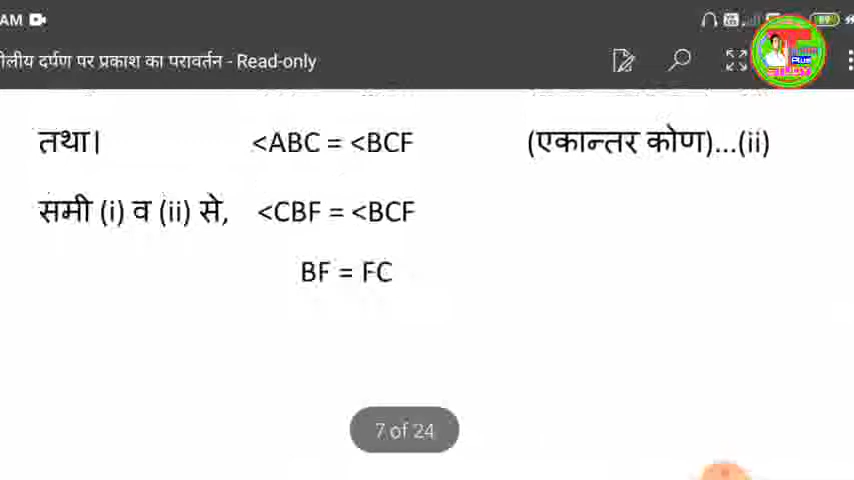 AM
लीय दर्पण पर प्रकाश का परावर्तन - Read-only
तथा। <ABC = <BCF (एकान्तर कोण)...(ii)
समी (i) व (ii) से, <CBF = <BCF
BF = FC
7 of 24